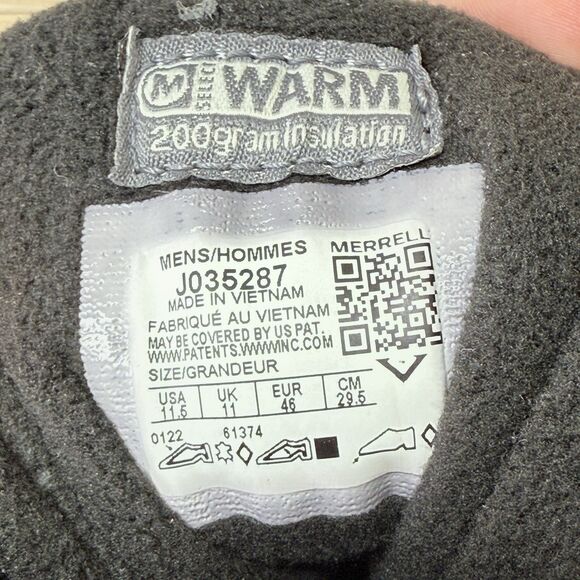 M SELECT WARM
200gram insulation
MENS/HOMMES
MERRELL
J035287
MADE IN VIETNAM
FABRIQUÉ AU VIETNAM
MAY BE COVERED BY US PAT.
WWW.PATENTS.WWWINC.COM
SIZE/GRANDEUR
USA UK EUR CM
11.5 11 46 29.5
0122 61374